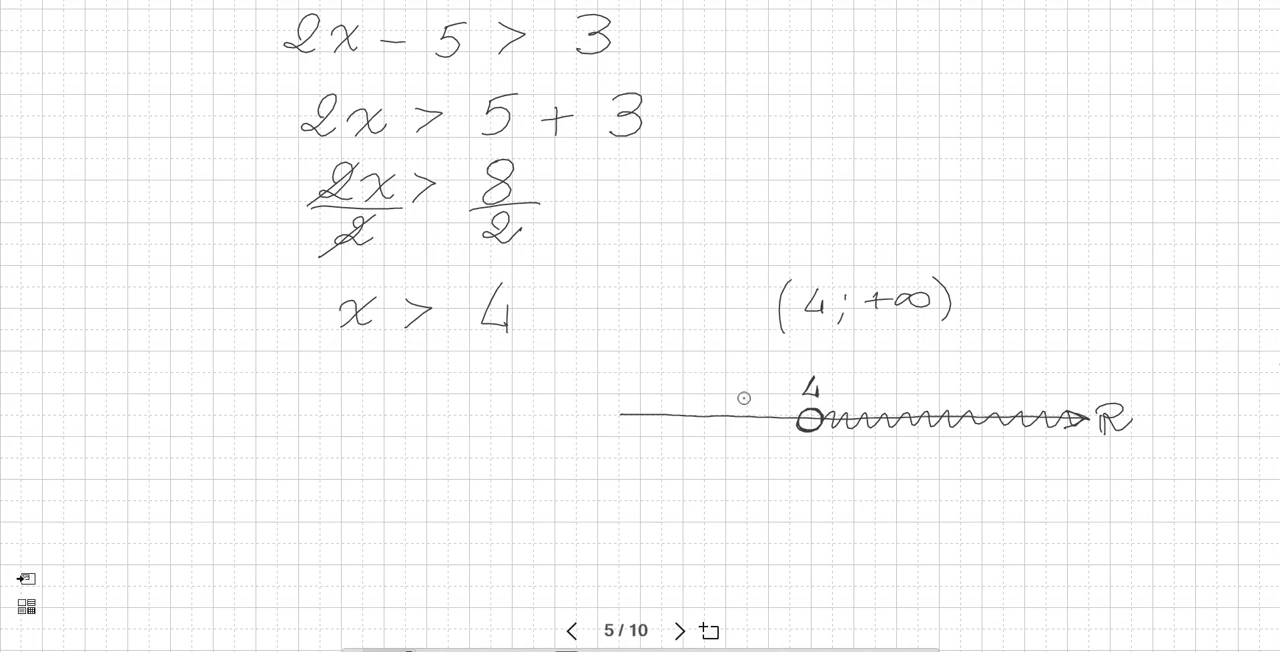 2x - 5 > 3
2x > 5 + 3
2x/2 > 8/2
x > 4
(4; +∞)
4
ℝ
5 / 10